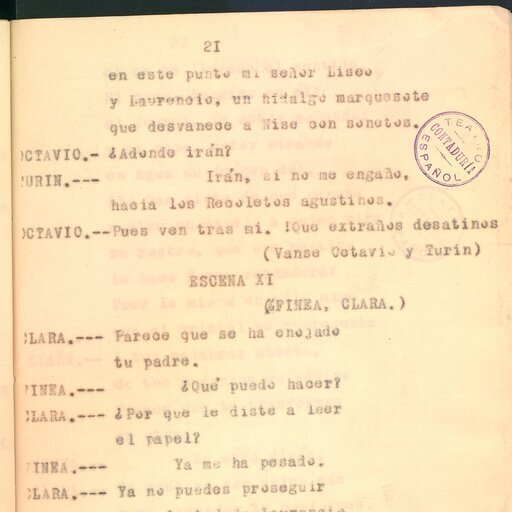 21
en este punto mi señor Liseo
y Laurencio, un hidalgo marquesote
que desvanece a Nise con sonetos.
OCTAVIO.- ¿Adonde irán?
TURIN.--- Irán, si no me engaño,
hacia los Recoletos agustinos.
OCTAVIO.--Pues ven tras mi. !Que extraños desatinos
(Vanse Octavio y Turín)
ESCENA XI
(FINEA, CLARA.)
CLARA.--- Parece que se ha enojado
tu padre.
FINEA.--- ¿Qué puedo hacer?
CLARA.--- ¿Por que le diste a leer
el papel?
FINEA.--- Ya me ha pesado.
CLARA.--- Ya no puedes proseguir
TEATRO ESPAÑOL
CONTADURIA